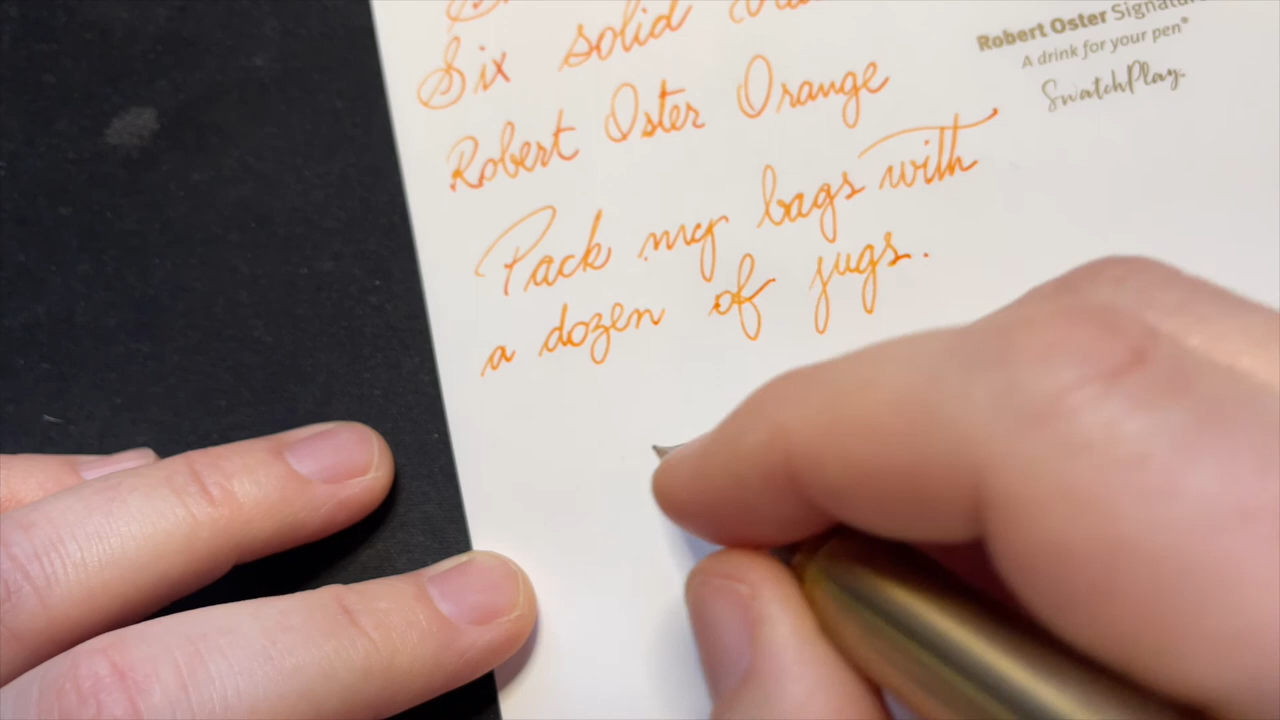 Six solid
Robert Oster Orange
Pack my bags with
a dozen of jugs.
Robert Oster Signature
A drink for your pen®
SwatchPlay.